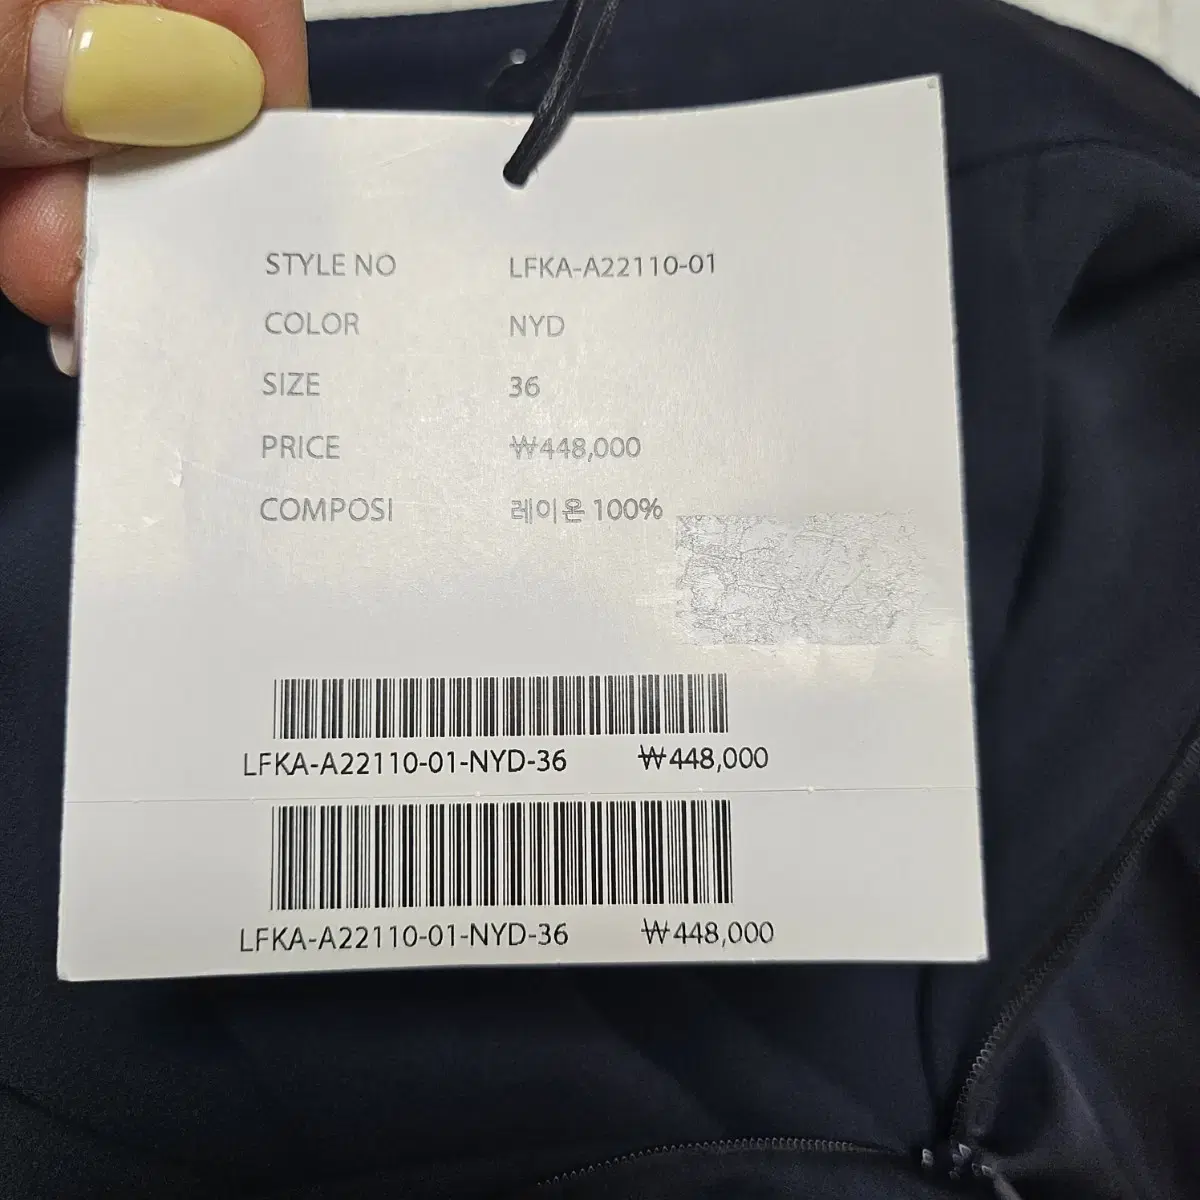 STYLE NO LFKA-A22110-01
COLOR NYD
SIZE 36
PRICE ₩448,000
COMPOSI 레이온 100%
LFKA-A22110-01-NYD-36 ₩448,000
LFKA-A22110-01-NYD-36 ₩448,000